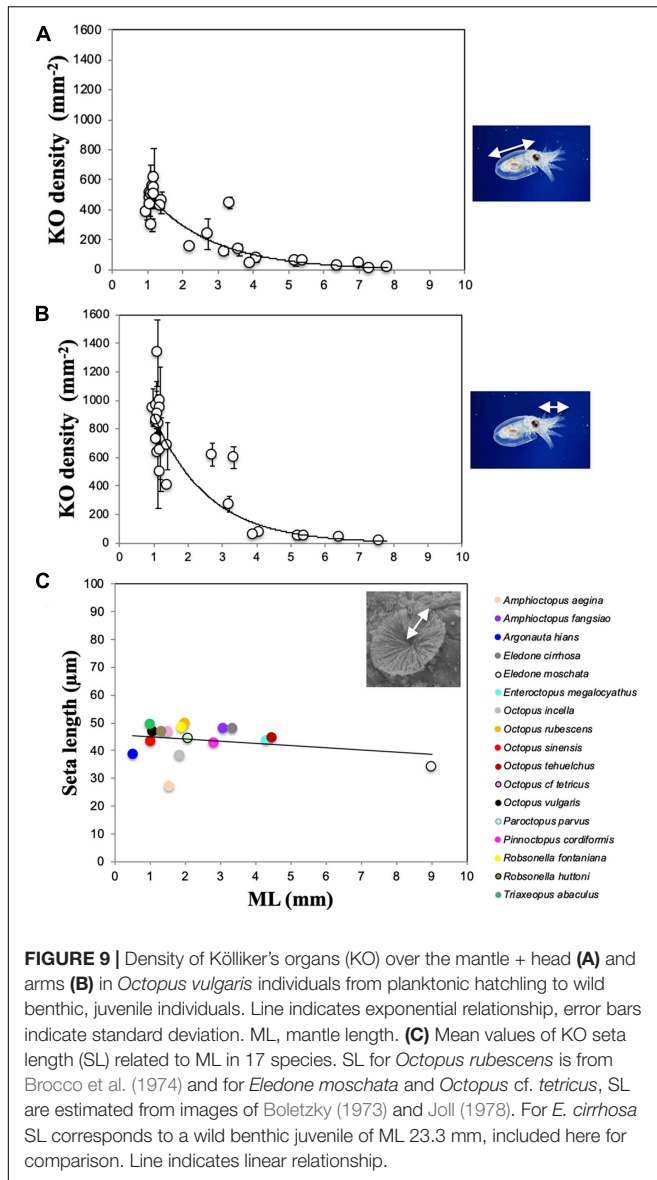 A
KO density (mm-2)
1600
1400
1200
1000
800
600
400
200
0
0 1 2 3 4 5 6 7 8 9 10
B
KO density (mm-2)
1600
1400
1200
1000
800
600
400
200
0
0 1 2 3 4 5 6 7 8 9 10
C
Seta length (µm)
100
90
80
70
60
50
40
30
20
10
0
0 1 2 3 4 5 6 7 8 9 10
ML (mm)
Amphioctopus aegina
Amphioctopus fangsiao
Argonauta hians
Eledone cirrhosa
Eledone moschata
Enteroctopus megalocyathus
Octopus incella
Octopus rubescens
Octopus sinensis
Octopus tehuelchus
Octopus cf tetricus
Octopus vulgaris
Paroctopus parvus
Pinnoctopus cordiformis
Robsonella fontaniana
Robsonella huttoni
Triaxeopus abaculus
FIGURE 9 | Density of Kölliker's organs (KO) over the mantle + head (A) and
arms (B) in Octopus vulgaris individuals from planktonic hatchling to wild
benthic, juvenile individuals. Line indicates exponential relationship, error bars
indicate standard deviation. ML, mantle length. (C) Mean values of KO seta
length (SL) related to ML in 17 species. SL for Octopus rubescens is from
Brocco et al. (1974) and for Eledone moschata and Octopus cf. tetricus, SL
are estimated from images of Boletzky (1973) and Joll (1978). For E. cirrhosa
SL corresponds to a wild benthic juvenile of ML 23.3 mm, included here for
comparison. Line indicates linear relationship.